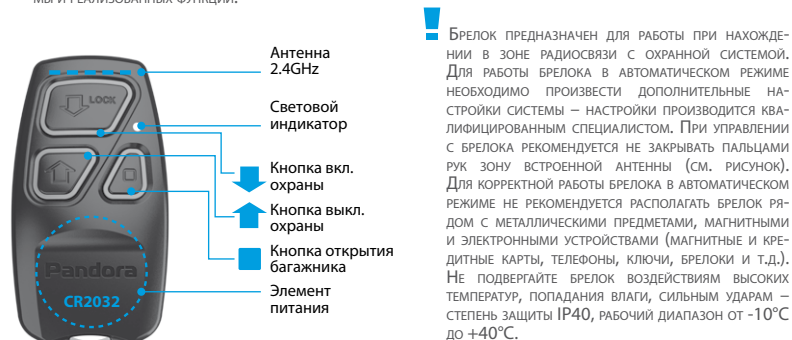 МЫ И РЕАЛИЗОВАННЫХ ФУНКЦИЙ.
Антенна
2.4GHz
LOCK
Световой
индикатор
Кнопка вкл.
охраны
Кнопка выкл.
охраны
Кнопка открытия
багажника
Pandora
CR2032
Элемент
питания
! Брелок предназначен для работы при нахожде-
нии в зоне радиосвязи с охранной системой.
Для работы брелока в автоматическом режиме
необходимо произвести дополнительные на-
стройки системы – настройки производится ква-
лифицированным специалистом. При управлении
с брелока рекомендуется не закрывать пальцами
рук зону встроенной антенны (см. рисунок).
Для корректной работы брелока в автоматическом
режиме не рекомендуется располагать брелок ря-
дом с металлическими предметами, магнитными
и электронными устройствами (магнитные и кре-
дитные карты, телефоны, ключи, брелоки и т.д.).
Не подвергайте брелок воздействиям высоких
температур, попадания влаги, сильным ударам –
степень защиты IP40, рабочий диапазон от -10°C
до +40°C.